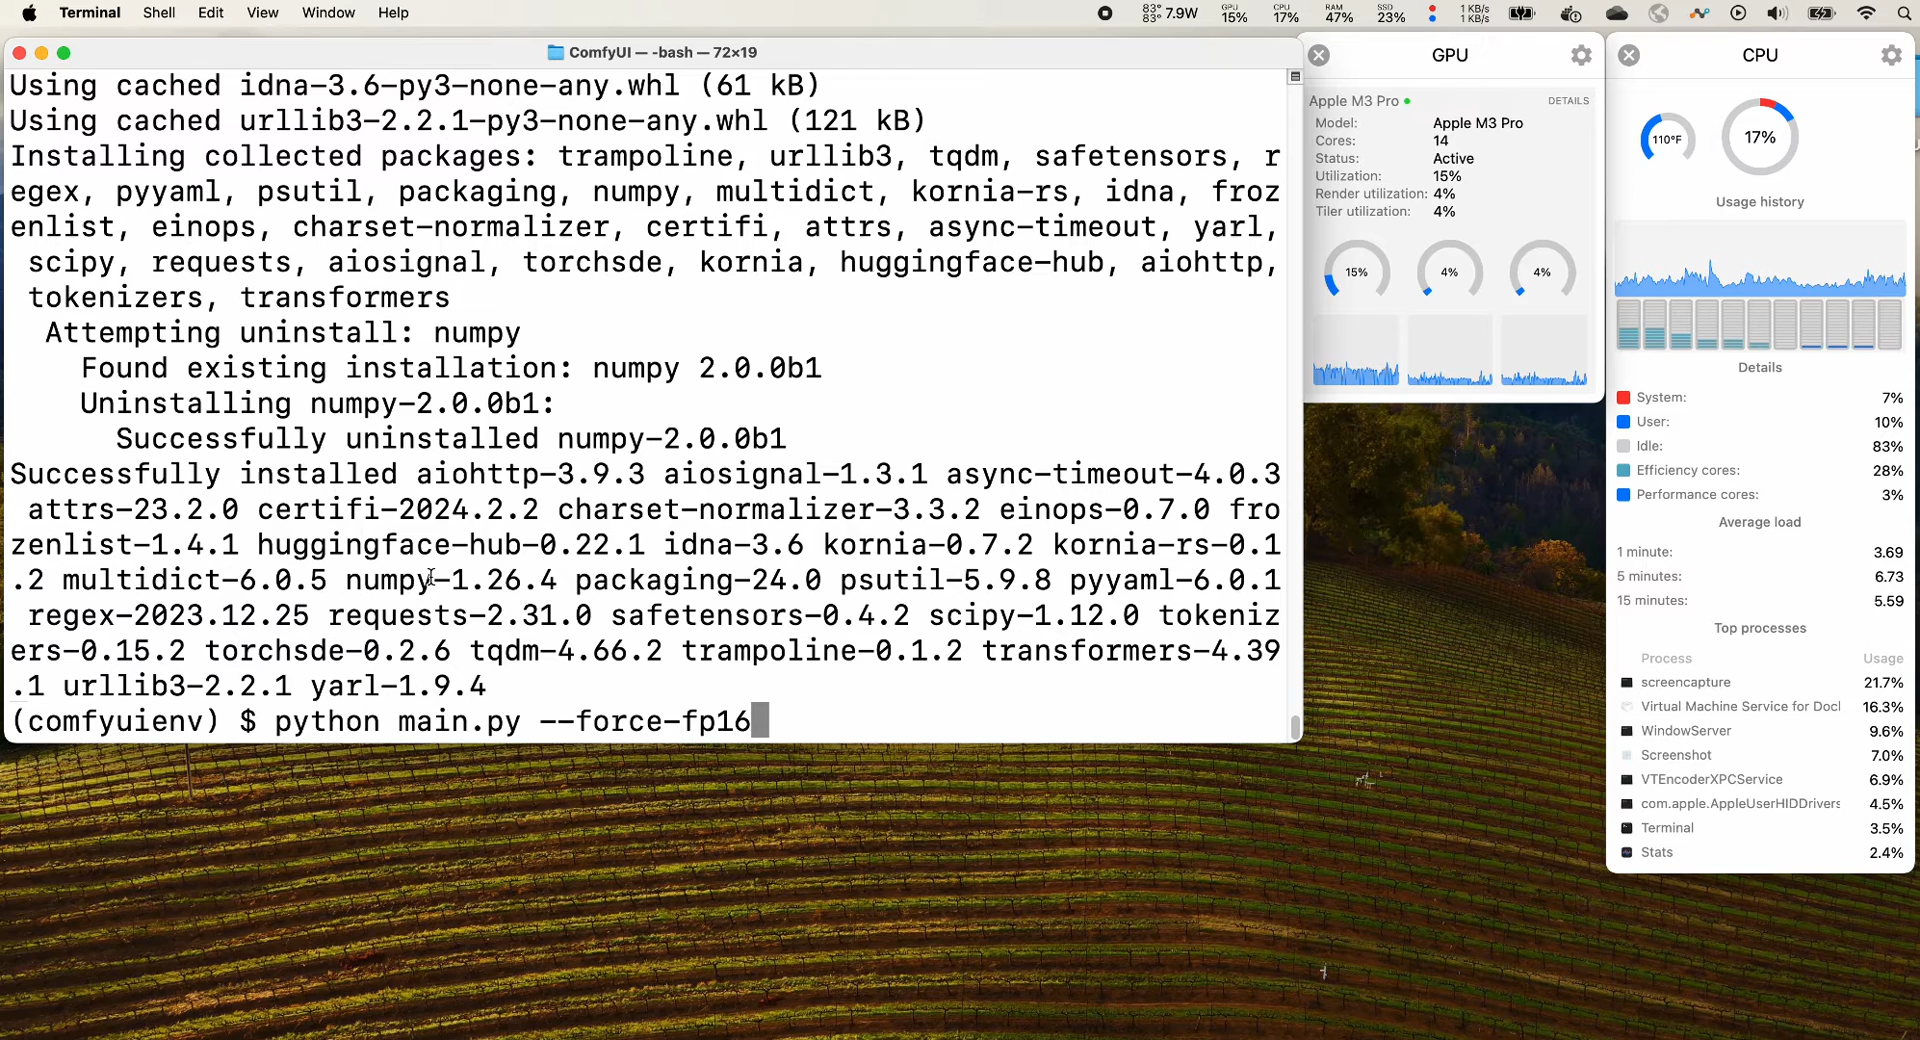 Terminal Shell Edit View Window Help
83° 7.9W
83°
GPU
15%
CPU
17%
RAM
47%
SSD
23%
1 KB/s
1 KB/s
ComfyUI — -bash — 72×19
Using cached idna-3.6-py3-none-any.whl (61 kB)
Using cached urllib3-2.2.1-py3-none-any.whl (121 kB)
Installing collected packages: trampoline, urllib3, tqdm, safetensors, r
egex, pyyaml, psutil, packaging, numpy, multidict, kornia-rs, idna, froz
enlist, einops, charset-normalizer, certifi, attrs, async-timeout, yarl,
scipy, requests, aiosignal, torchsde, kornia, huggingface-hub, aiohttp,
tokenizers, transformers
Attempting uninstall: numpy
Found existing installation: numpy 2.0.0b1
Uninstalling numpy-2.0.0b1:
Successfully uninstalled numpy-2.0.0b1
Successfully installed aiohttp-3.9.3 aiosignal-1.3.1 async-timeout-4.0.3
attrs-23.2.0 certifi-2024.2.2 charset-normalizer-3.3.2 einops-0.7.0 fro
zenlist-1.4.1 huggingface-hub-0.22.1 idna-3.6 kornia-0.7.2 kornia-rs-0.1
.2 multidict-6.0.5 numpy-1.26.4 packaging-24.0 psutil-5.9.8 pyyaml-6.0.1
regex-2023.12.25 requests-2.31.0 safetensors-0.4.2 scipy-1.12.0 tokeniz
ers-0.15.2 torchsde-0.2.6 tqdm-4.66.2 trampoline-0.1.2 transformers-4.39
.1 urllib3-2.2.1 yarl-1.9.4
(comfyuienv) $ python main.py --force-fp16
GPU
Apple M3 Pro DETAILS
Model: Apple M3 Pro
Cores: 14
Status: Active
Utilization: 15%
Render utilization: 4%
Tiler utilization: 4%
15% 4% 4%
CPU
110°F 17%
Usage history
Details
System: 7%
User: 10%
Idle: 83%
Efficiency cores: 28%
Performance cores: 3%
Average load
1 minute: 3.69
5 minutes: 6.73
15 minutes: 5.59
Top processes
Process Usage
screencapture 21.7%
Virtual Machine Service for Docl 16.3%
WindowServer 9.6%
Screenshot 7.0%
VTEncoderXPCService 6.9%
com.apple.AppleUserHIDDrivers 4.5%
Terminal 3.5%
Stats 2.4%